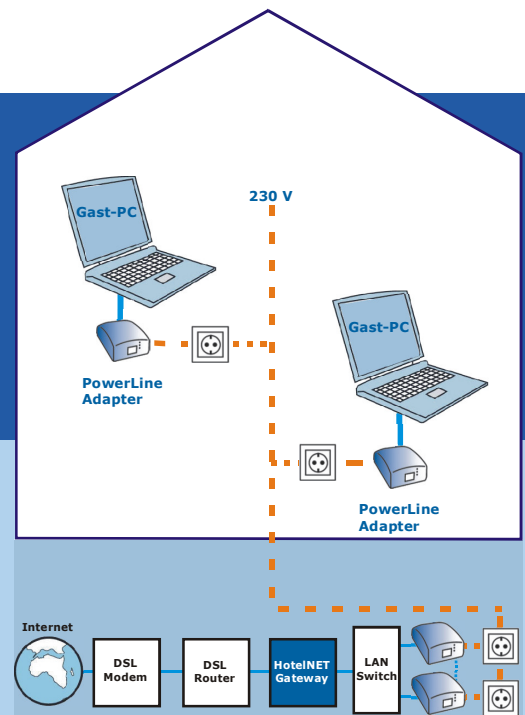 230 V
Gast-PC
PowerLine
Adapter
Gast-PC
PowerLine
Adapter
Internet
DSL
Modem
DSL
Router
HotelNET
Gateway
LAN
Switch